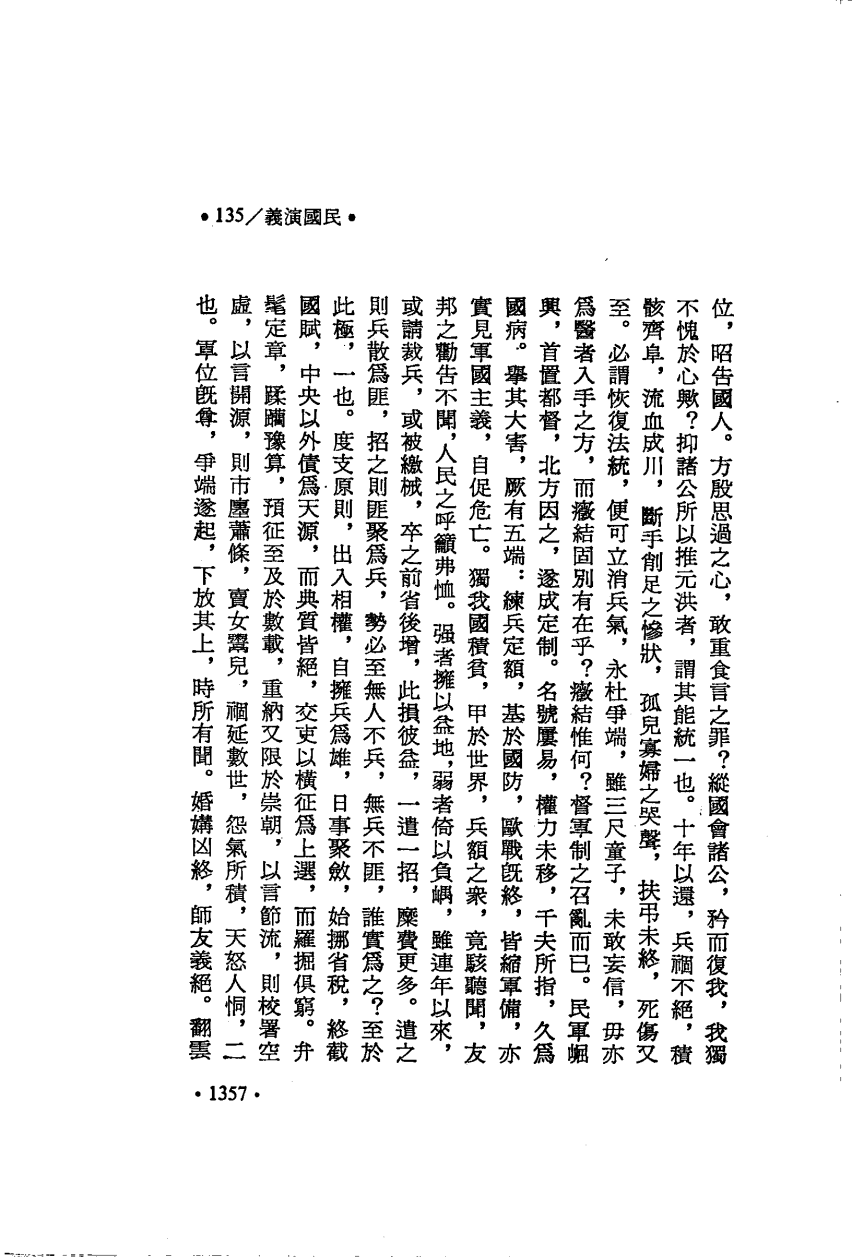 •135／義演國民•
位，昭告國人。方殷思過之心，敢重食言之罪？縱國會諸公，矜而復我，我獨
不愧於心歟？抑諸公所以推元洪者，謂其能統一也。十年以還，兵禍不絕，積
骸齊阜，流血成川，斷手削足之慘狀，孤兒寡婦之哭聲，扶弔未終，死傷又
至。必謂恢復法統，便可立消兵氣，永杜爭端，雖三尺童子，未敢妄信，毋亦
爲醫者入手之方，而癥結固別有在乎？癥結惟何？督軍制之召亂而已。民軍崛
興，首置都督，北方因之，遂成定制。名號屢易，權力未移，千夫所指，久爲
國病。舉其大害，厥有五端：練兵定額，基於國防，歐戰既終，皆縮軍備，亦
實見軍國主義，自促危亡。獨我國積貧，甲於世界，兵額之衆，竟駭聽聞，友
邦之勸告不聞，人民之呼籲弗恤。强者擁以益地，弱者倚以負嵎，雖連年以來，
或請裁兵，或被繳械，卒之前省後增，此損彼益，一遣一招，糜費更多。遣之
則兵散爲匪，招之則匪聚爲兵，勢必至無人不兵，無兵不匪，誰實爲之？至於
此極，一也。度支原則，出入相權，自擁兵爲雄，日事聚斂，始挪省稅，終截
國賦，中央以外債爲天源，而典質皆絕，交吏以橫征爲上選，而羅掘俱窮。弁
髦定章，蹂躪豫算，預征至及於數載，重納又限於崇朝，以言節流，則校署空
虛，以言開源，則市廛蕭條，賣女鬻兒，禍延數世，怨氣所積，天怒人恫，二
也。軍位既尊，爭端遂起，下放其上，時所有聞。婚媾凶終，師友義絕。翻雲
•1357•